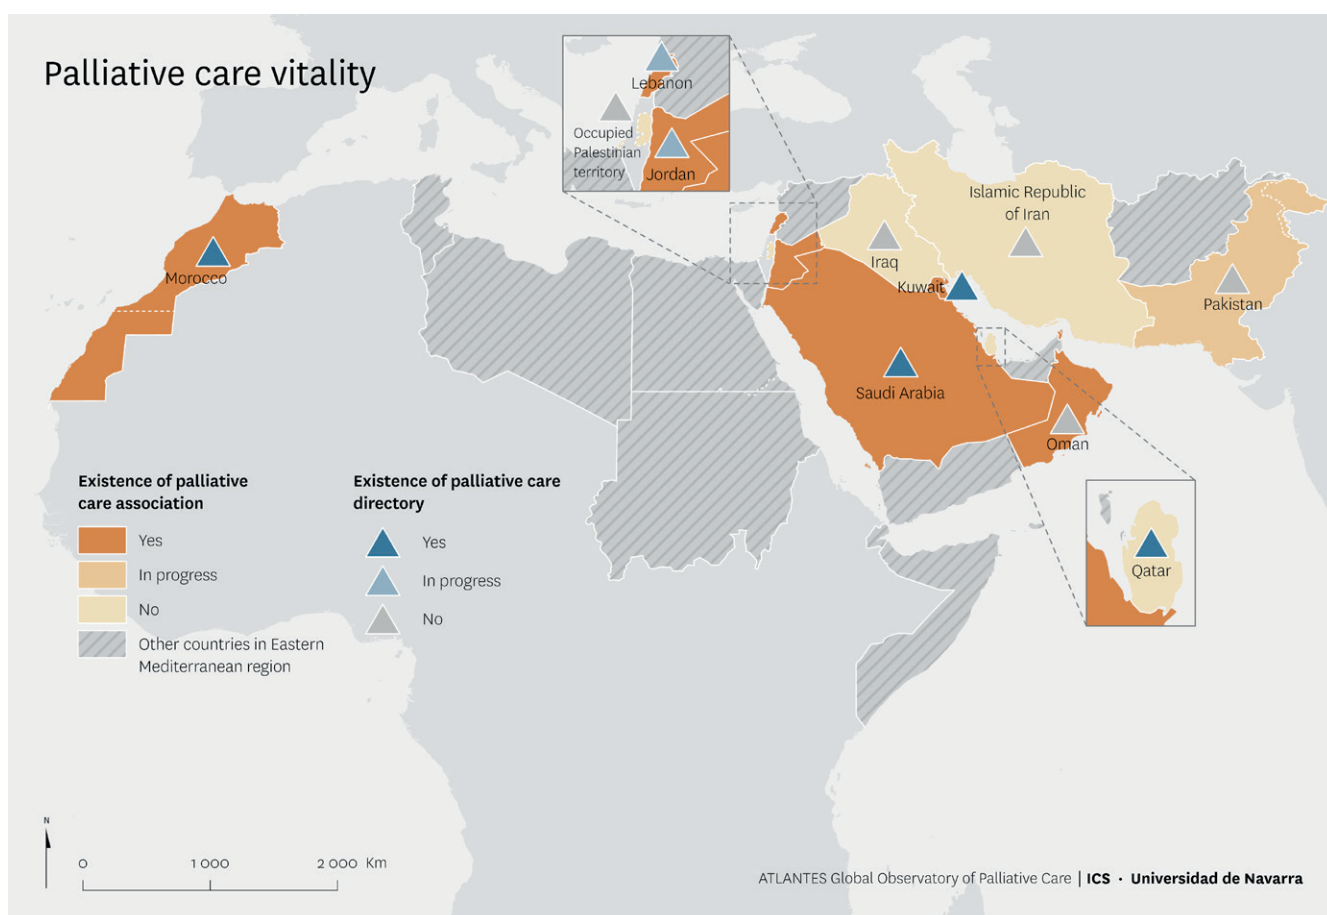 Palliative care vitality
Lebanon
Occupied
Palestinian
territory
Jordan
Islamic Republic
of Iran
Iraq
Kuwait
Pakistan
Morocco
Saudi Arabia
Oman
Qatar
Existence of palliative
care association
Yes
In progress
No
Other countries in Eastern
Mediterranean region
Existence of palliative care
directory
Yes
In progress
No
N
0 1 000 2 000 Km
ATLANTES Global Observatory of Palliative Care | ICS · Universidad de Navarra